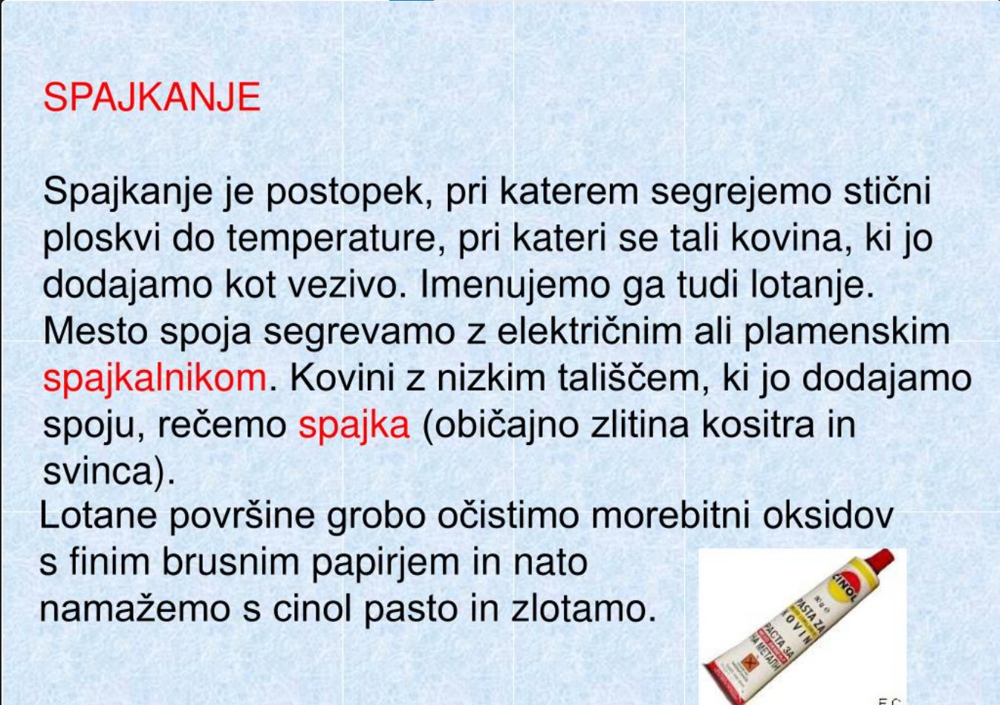 SPAJKANJE
Spajkanje je postopek, pri katerem segrejemo stični
ploskvi do temperature, pri kateri se tali kovina, ki jo
dodajamo kot vezivo. Imenujemo ga tudi lotanje.
Mesto spoja segrevamo z električnim ali plamenskim
spajkalnikom. Kovini z nizkim tališčem, ki jo dodajamo
spoju, rečemo spajka (običajno zlitina kositra in
svinca).
Lotane površine grobo očistimo morebitni oksidov
s finim brusnim papirjem in nato
namažemo s cinol pasto in zlotamo.
CINOL
PASTA ZA
KOVIN
PACTA ЗА
НА МЕТАЛИ